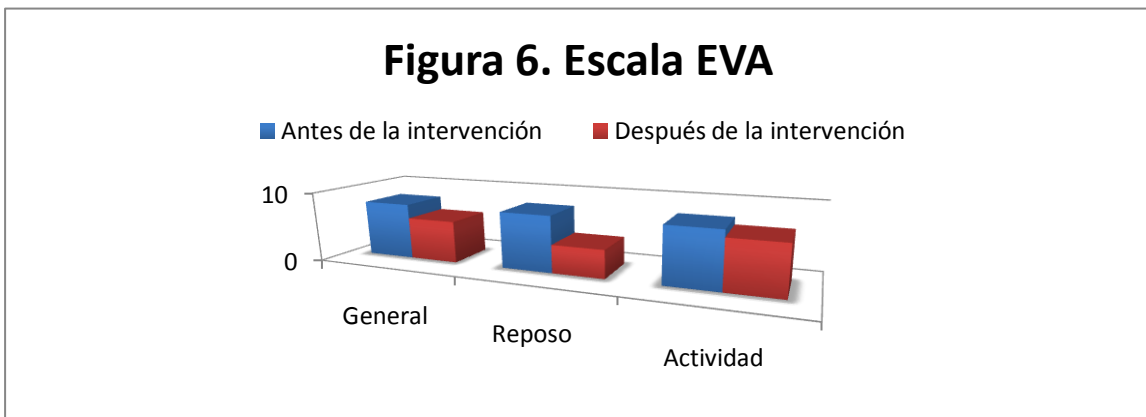 Figura 6. Escala EVA
Antes de la intervención
Después de la intervención
10
0
General
Reposo
Actividad